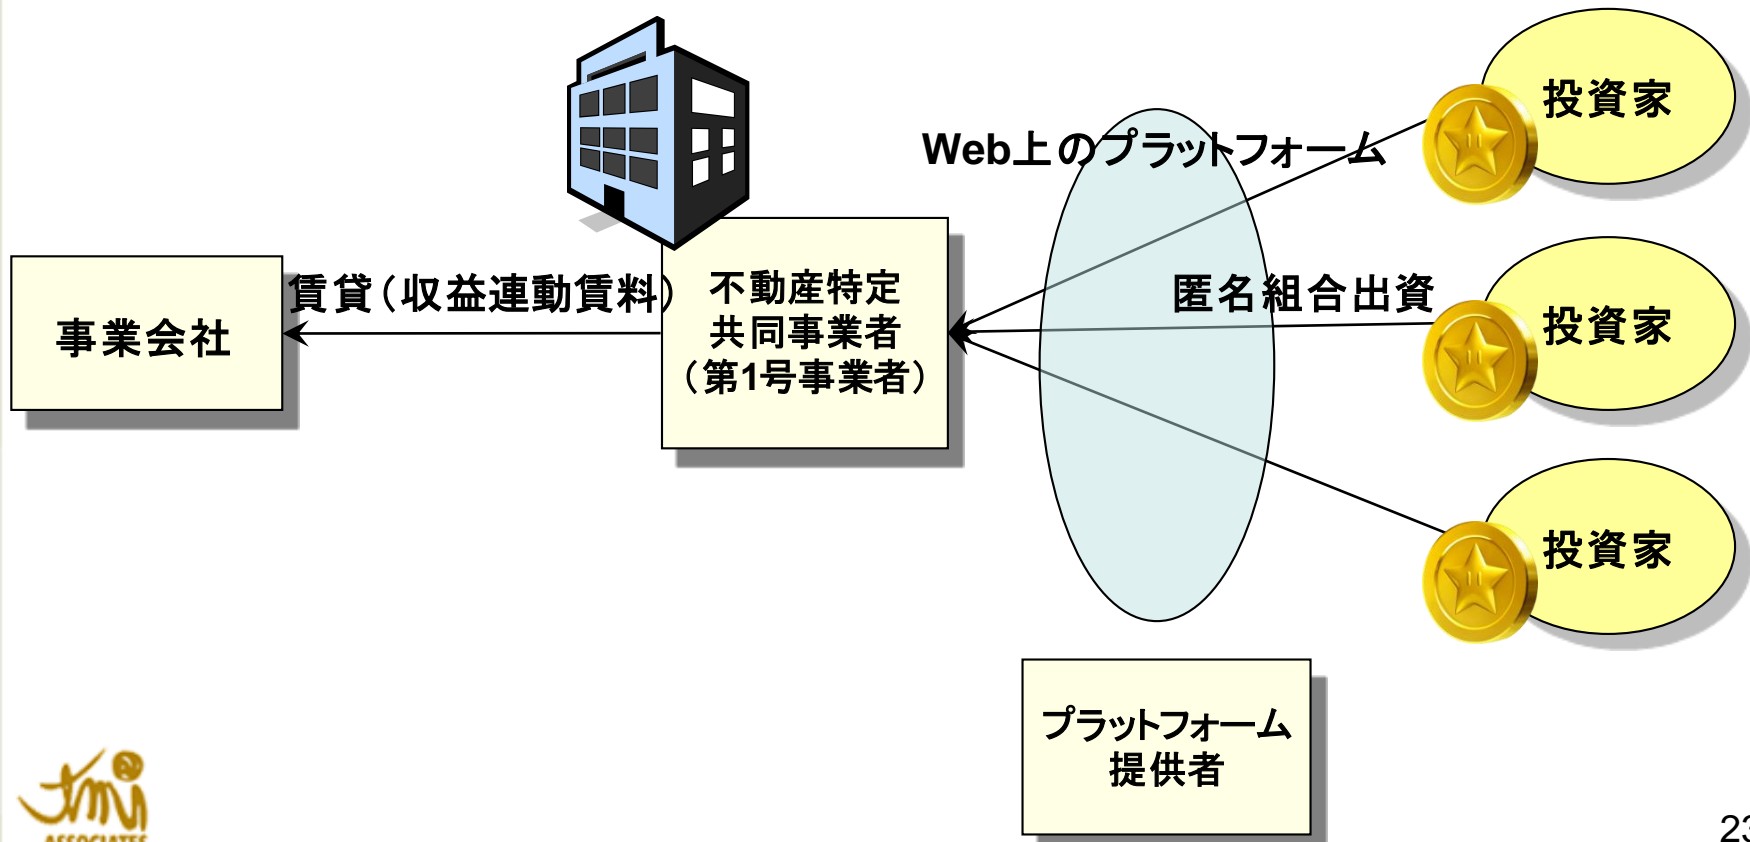 投資家
Web上のプラットフォーム
賃貸（収益連動賃料）
匿名組合出資
事業会社
不動産特定
共同事業者
（第1号事業者）
投資家
投資家
プラットフォーム
提供者
ASSOCIATES
23